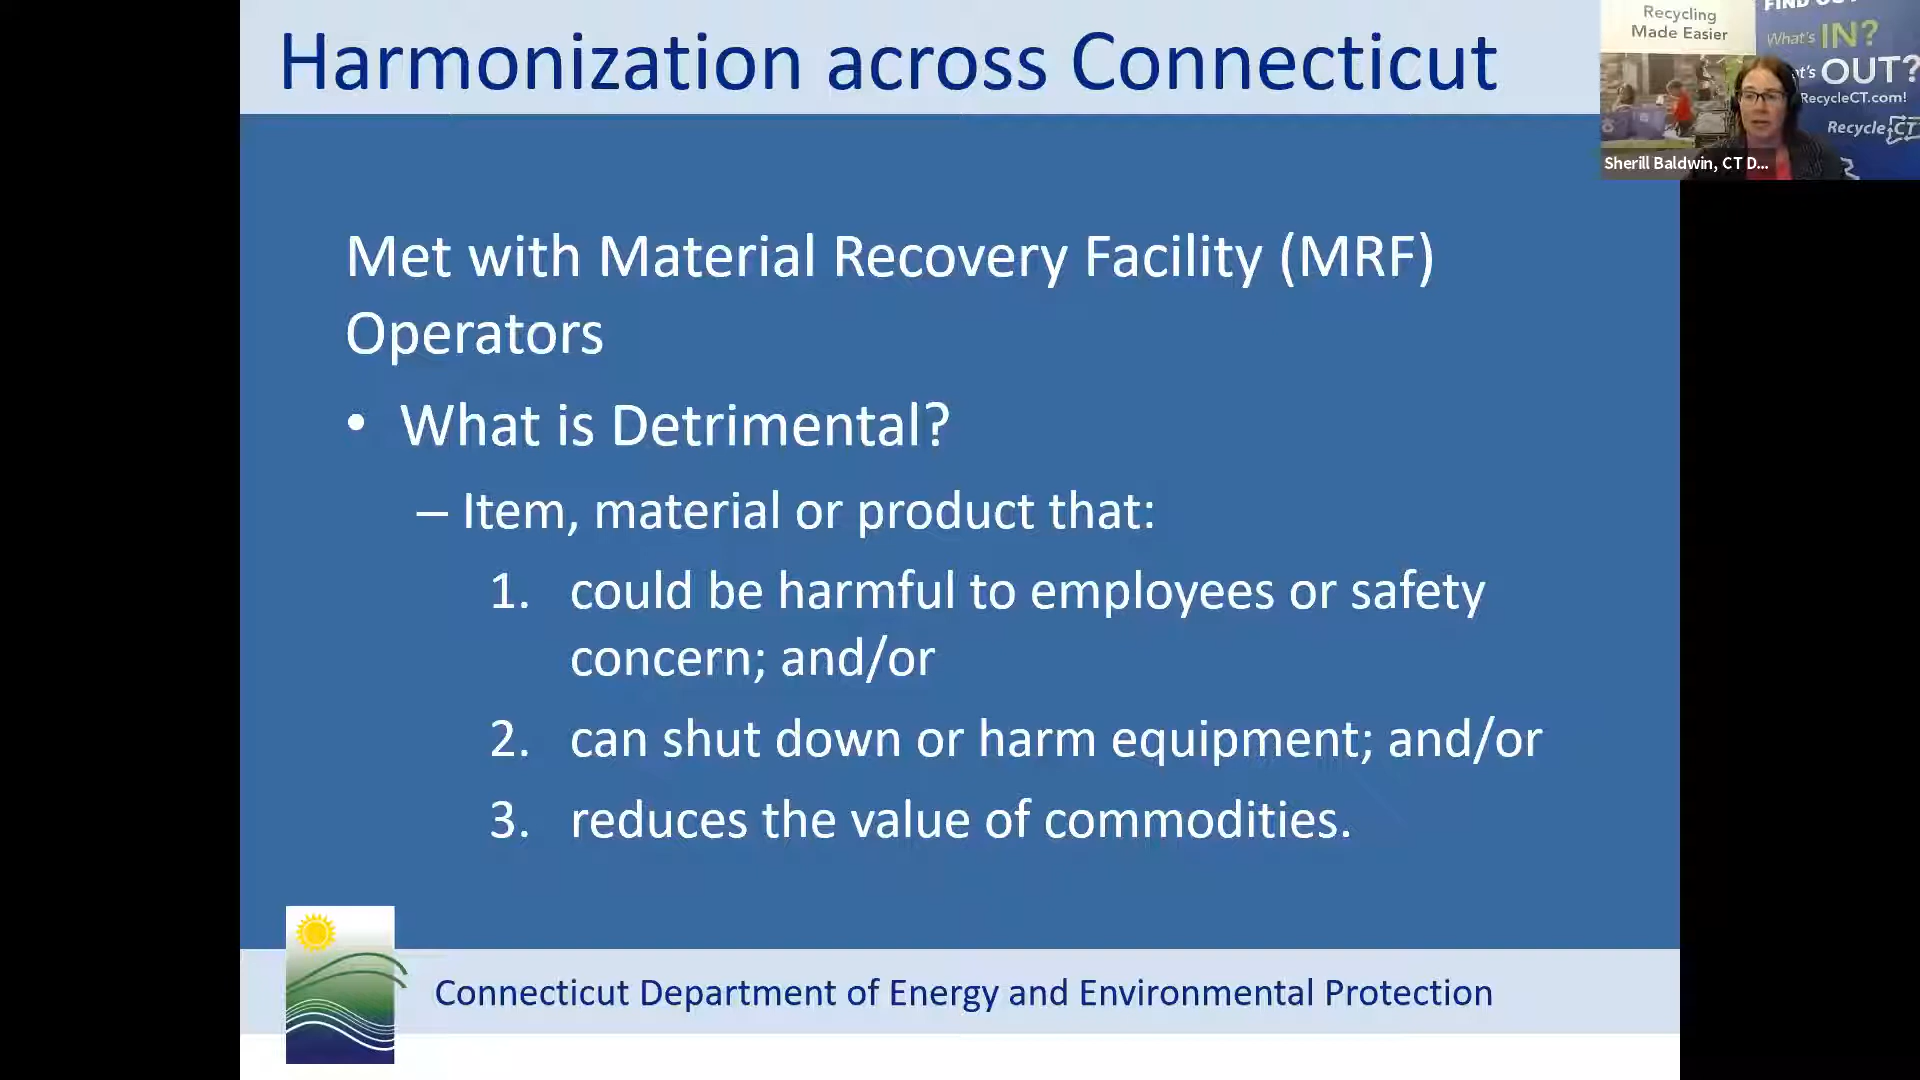 Harmonization across Connecticut
Met with Material Recovery Facility (MRF)
Operators
• What is Detrimental?
– Item, material or product that:
1. could be harmful to employees or safety
concern; and/or
2. can shut down or harm equipment; and/or
3. reduces the value of commodities.
Connecticut Department of Energy and Environmental Protection
Recycling
Made Easier
What's IN?
OUT?
RecycleCT.com!
RecycleCT
Sherill Baldwin, CT D...